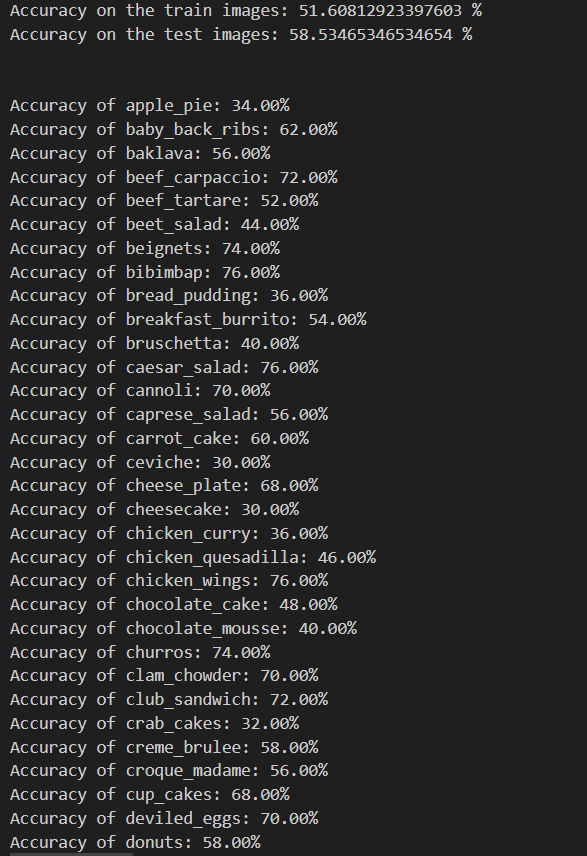 Accuracy on the train images: 51.60812923397603 %
Accuracy on the test images: 58.53465346534654 %
Accuracy of apple_pie: 34.00%
Accuracy of baby_back_ribs: 62.00%
Accuracy of baklava: 56.00%
Accuracy of beef_carpaccio: 72.00%
Accuracy of beef_tartare: 52.00%
Accuracy of beet_salad: 44.00%
Accuracy of beignets: 74.00%
Accuracy of bibimbap: 76.00%
Accuracy of bread_pudding: 36.00%
Accuracy of breakfast_burrito: 54.00%
Accuracy of bruschetta: 40.00%
Accuracy of caesar_salad: 76.00%
Accuracy of cannoli: 70.00%
Accuracy of caprese_salad: 56.00%
Accuracy of carrot_cake: 60.00%
Accuracy of ceviche: 30.00%
Accuracy of cheese_plate: 68.00%
Accuracy of cheesecake: 30.00%
Accuracy of chicken_curry: 36.00%
Accuracy of chicken_quesadilla: 46.00%
Accuracy of chicken_wings: 76.00%
Accuracy of chocolate_cake: 48.00%
Accuracy of chocolate_mousse: 40.00%
Accuracy of churros: 74.00%
Accuracy of clam_chowder: 70.00%
Accuracy of club_sandwich: 72.00%
Accuracy of crab_cakes: 32.00%
Accuracy of creme_brulee: 58.00%
Accuracy of croque_madame: 56.00%
Accuracy of cup_cakes: 68.00%
Accuracy of deviled_eggs: 70.00%
Accuracy of donuts: 58.00%